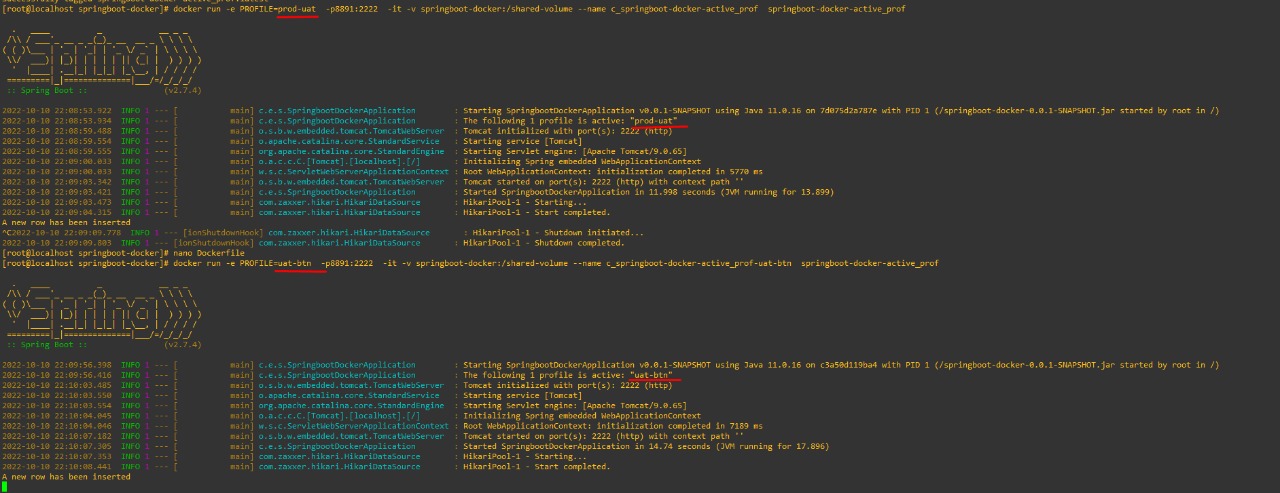 [root@localhost springboot-docker]# docker run -e PROFILE=prod-uat  -p8891:2222  -it -v springboot-docker:/shared-volume --name c_springboot-docker-active_prof  springboot-docker-active_prof
:: Spring Boot ::                (v2.7.4)
2022-10-10 22:08:53.922  INFO 1 --- [           main] c.e.s.SpringbootDockerApplication        : Starting SpringbootDockerApplication v0.0.1-SNAPSHOT using Java 11.0.16 on 7d075d2a787e with PID 1 (/springboot-docker-0.0.1-SNAPSHOT.jar started by root in /)
2022-10-10 22:08:53.934  INFO 1 --- [           main] c.e.s.SpringbootDockerApplication        : The following 1 profile is active: "prod-uat"
2022-10-10 22:08:59.488  INFO 1 --- [           main] o.s.b.w.embedded.tomcat.TomcatWebServer  : Tomcat initialized with port(s): 2222 (http)
2022-10-10 22:08:59.554  INFO 1 --- [           main] o.apache.catalina.core.StandardService   : Starting service [Tomcat]
2022-10-10 22:08:59.555  INFO 1 --- [           main] org.apache.catalina.core.StandardEngine  : Starting Servlet engine: [Apache Tomcat/9.0.65]
2022-10-10 22:09:00.033  INFO 1 --- [           main] o.a.c.c.C.[Tomcat].[localhost].[/]       : Initializing Spring embedded WebApplicationContext
2022-10-10 22:09:00.033  INFO 1 --- [           main] w.s.c.ServletWebServerApplicationContext : Root WebApplicationContext: initialization completed in 5770 ms
2022-10-10 22:09:03.342  INFO 1 --- [           main] o.s.b.w.embedded.tomcat.TomcatWebServer  : Tomcat started on port(s): 2222 (http) with context path ''
2022-10-10 22:09:03.421  INFO 1 --- [           main] c.e.s.SpringbootDockerApplication        : Started SpringbootDockerApplication in 11.998 seconds (JVM running for 13.899)
2022-10-10 22:09:03.473  INFO 1 --- [           main] com.zaxxer.hikari.HikariDataSource       : HikariPool-1 - Starting...
2022-10-10 22:09:04.315  INFO 1 --- [           main] com.zaxxer.hikari.HikariDataSource       : HikariPool-1 - Start completed.
A new row has been inserted
^C2022-10-10 22:09:09.778  INFO 1 --- [ionShutdownHook] com.zaxxer.hikari.HikariDataSource       : HikariPool-1 - Shutdown initiated...
2022-10-10 22:09:09.803  INFO 1 --- [ionShutdownHook] com.zaxxer.hikari.HikariDataSource       : HikariPool-1 - Shutdown completed.
[root@localhost springboot-docker]# nano Dockerfile
[root@localhost springboot-docker]# docker run -e PROFILE=uat-btn  -p8891:2222  -it -v springboot-docker:/shared-volume --name c_springboot-docker-active_prof-uat-btn  springboot-docker-active_prof
:: Spring Boot ::                (v2.7.4)
2022-10-10 22:09:56.398  INFO 1 --- [           main] c.e.s.SpringbootDockerApplication        : Starting SpringbootDockerApplication v0.0.1-SNAPSHOT using Java 11.0.16 on c3a50d119ba4 with PID 1 (/springboot-docker-0.0.1-SNAPSHOT.jar started by root in /)
2022-10-10 22:09:56.416  INFO 1 --- [           main] c.e.s.SpringbootDockerApplication        : The following 1 profile is active: "uat-btn"
2022-10-10 22:10:03.485  INFO 1 --- [           main] o.s.b.w.embedded.tomcat.TomcatWebServer  : Tomcat initialized with port(s): 2222 (http)
2022-10-10 22:10:03.550  INFO 1 --- [           main] o.apache.catalina.core.StandardService   : Starting service [Tomcat]
2022-10-10 22:10:03.554  INFO 1 --- [           main] org.apache.catalina.core.StandardEngine  : Starting Servlet engine: [Apache Tomcat/9.0.65]
2022-10-10 22:10:04.045  INFO 1 --- [           main] o.a.c.c.C.[Tomcat].[localhost].[/]       : Initializing Spring embedded WebApplicationContext
2022-10-10 22:10:04.046  INFO 1 --- [           main] w.s.c.ServletWebServerApplicationContext : Root WebApplicationContext: initialization completed in 7189 ms
2022-10-10 22:10:07.182  INFO 1 --- [           main] o.s.b.w.embedded.tomcat.TomcatWebServer  : Tomcat started on port(s): 2222 (http) with context path ''
2022-10-10 22:10:07.305  INFO 1 --- [           main] c.e.s.SpringbootDockerApplication        : Started SpringbootDockerApplication in 14.74 seconds (JVM running for 17.896)
2022-10-10 22:10:07.353  INFO 1 --- [           main] com.zaxxer.hikari.HikariDataSource       : HikariPool-1 - Starting...
2022-10-10 22:10:08.441  INFO 1 --- [           main] com.zaxxer.hikari.HikariDataSource       : HikariPool-1 - Start completed.
A new row has been inserted